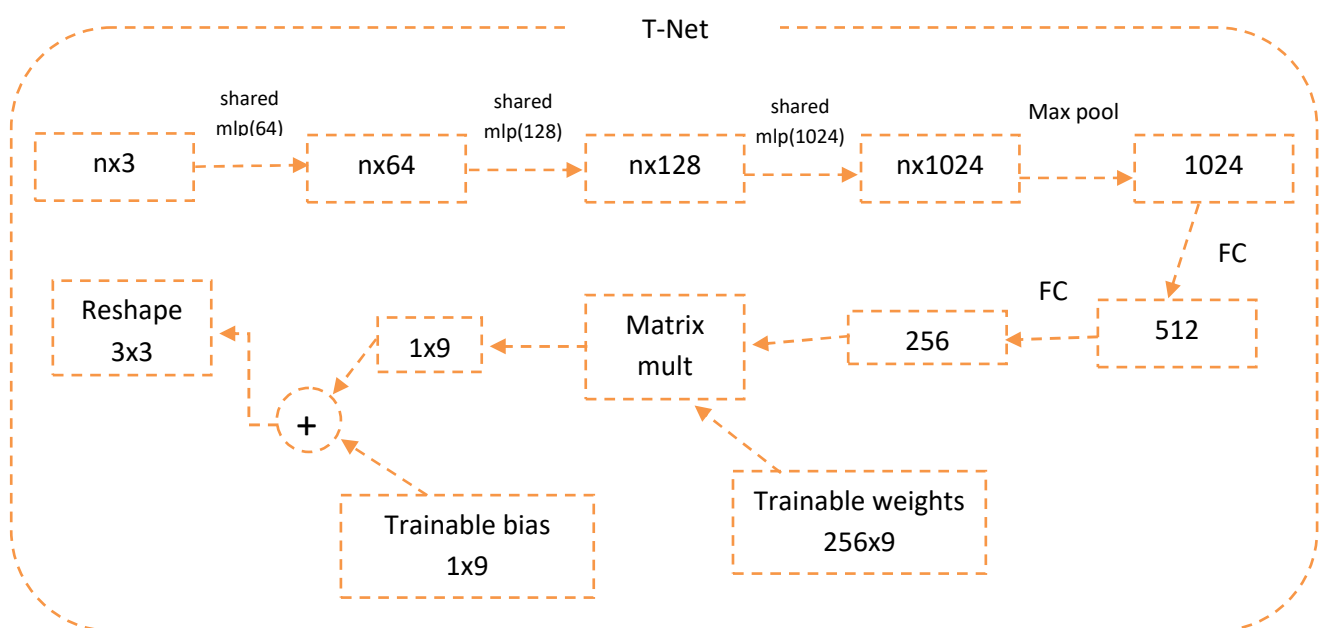 T-Net
shared
mlp(64)
shared
mlp(128)
shared
mlp(1024)
Max pool
nx3
nx64
nx128
nx1024
1024
FC
FC
Reshape
3x3
1x9
Matrix
mult
256
512
+
Trainable bias
1x9
Trainable weights
256x9